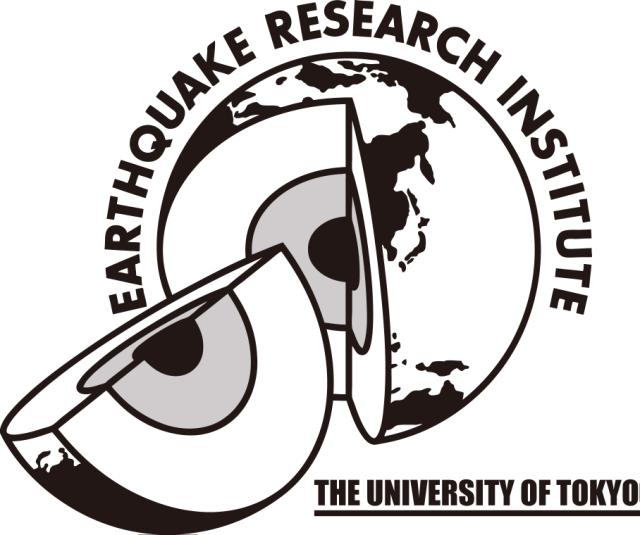 EARTHQUAKE RESEARCH INSTITUTE
THE UNIVERSITY OF TOKYO